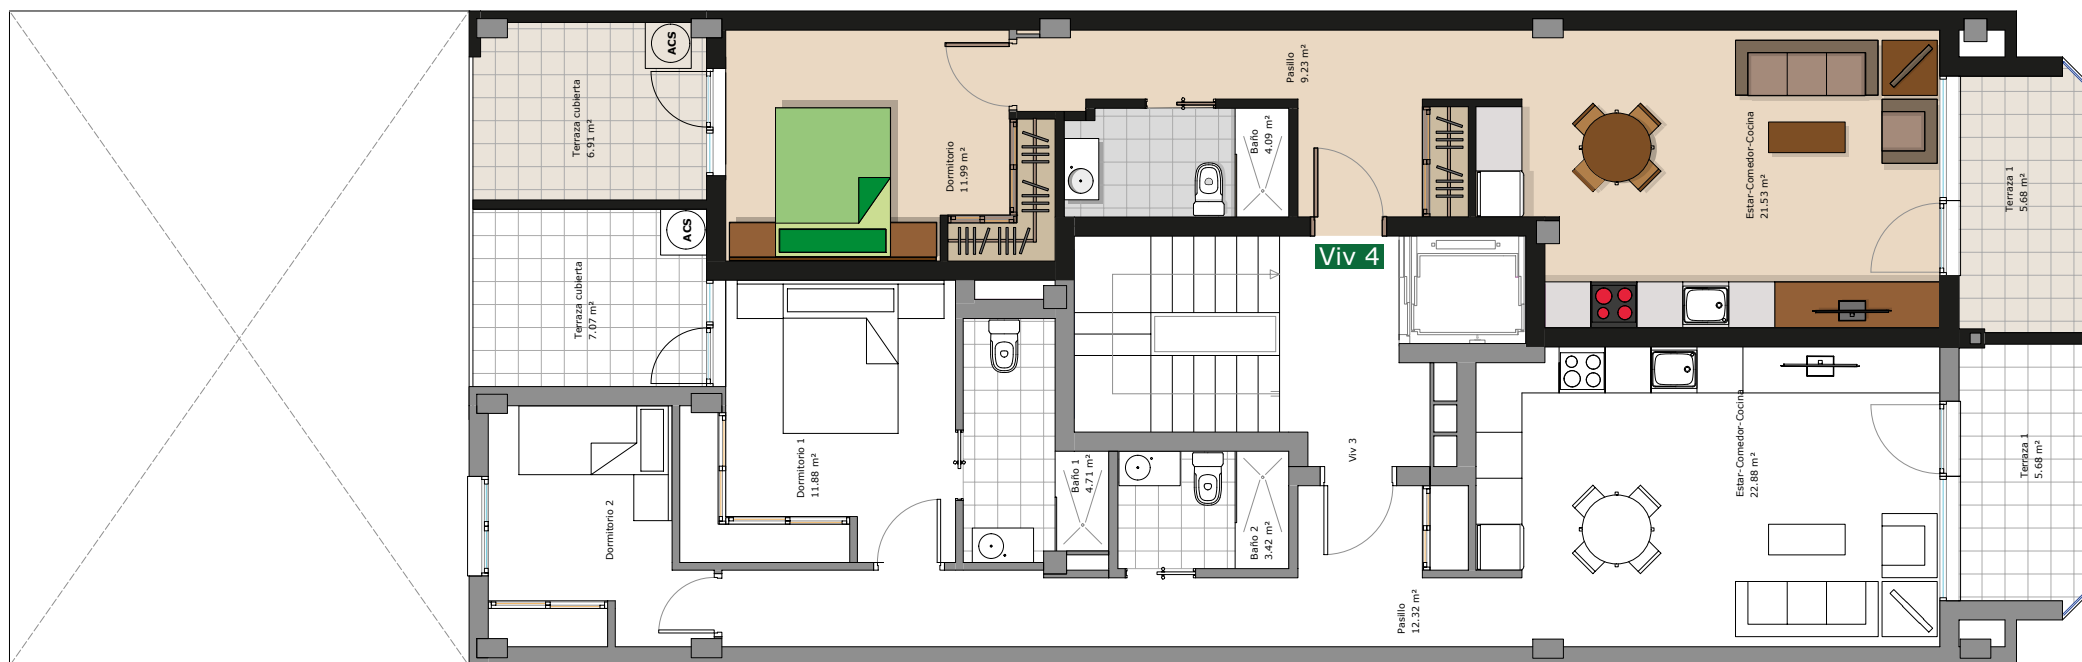 ACS
Terraza cubierta
6.91 m²
Dormitorio
11.99 m²
Pasillo
9.23 m²
Baño
4.09 m²
Estar-Comedor-Cocina
21.53 m²
Terraza 1
5.68 m²
Viv 4
ACS
Terraza cubierta
7.07 m²
Dormitorio 1
11.88 m²
Dormitorio 2
Baño 1
4.71 m²
Baño 2
3.42 m²
Viv 3
Pasillo
12.32 m²
Estar-Comedor-Cocina
22.88 m²
Terraza 1
5.68 m²